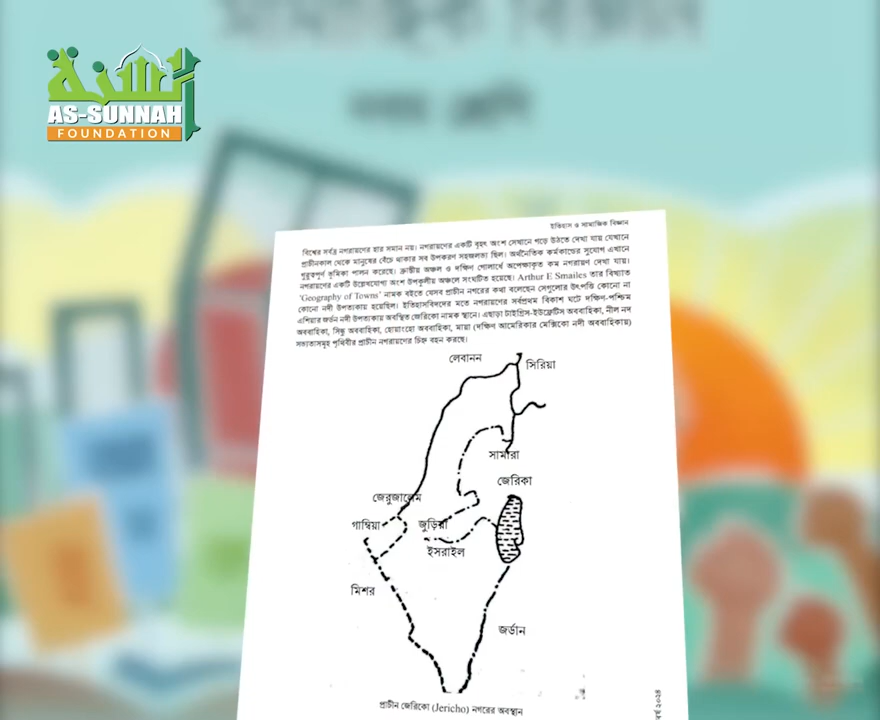 سنة
AS-SUNNAH
FOUNDATION
সামাজিক বিজ্ঞান
নবম শ্রেণি
ইতিহাস ও সামাজিক বিজ্ঞান
বিশ্বের সর্বত্র নগরায়ণের হার সমান নয়। নগরায়ণের একটি বৃহৎ অংশ সেখানে গড়ে উঠতে দেখা যায় যেখানে
প্রাচীনকাল থেকে মানুষের বেঁচে থাকার সব উপকরণ সহজলভ্য ছিল। অর্থনৈতিক কর্মকাণ্ডের সুযোগ এখানে
গুরুত্বপূর্ণ ভূমিকা পালন করেছে। ক্রান্তীয় অঞ্চল ও দক্ষিণ গোলার্ধে অপেক্ষাকৃত কম নগরায়ণ দেখা যায়।
নগরায়ণের একটি উল্লেখযোগ্য অংশ উপকূলীয় অঞ্চলে সংঘটিত হয়েছে। Arthur E Smailes তার বিখ্যাত
'Geography of Towns' নামক বইতে যেসব প্রাচীন নগরের কথা বলেছেন সেগুলোর উৎপত্তি কোনো না
কোনো নদী উপত্যকায় হয়েছিল। ইতিহাসবিদদের মতে নগরায়ণের সর্বপ্রথম বিকাশ ঘটে দক্ষিণ-পশ্চিম
এশিয়ার জর্ডন নদী উপত্যকায় অবস্থিত জেরিকো নামক স্থানে। এছাড়া টাইগ্রিস-ইউফ্রেটিস অববাহিকা, নীল নদ
অববাহিকা, সিন্ধু অববাহিকা, হোয়াংহো অববাহিকা, মায়া (দক্ষিণ আমেরিকার মেক্সিকো নদী অববাহিকায়)
সভ্যতাসমূহ পৃথিবীর প্রাচীন নগরায়ণের চিহ্ন বহন করছে।
লেবানন
সিরিয়া
সামারা
জেরিকা
জেরুজালেম
গাম্বিয়া
জুডিয়া
ইসরাইল
মিশর
জর্ডান
প্রাচীন জেরিকো (Jericho) নগরের অবস্থান
বর্ষ ২০২৪